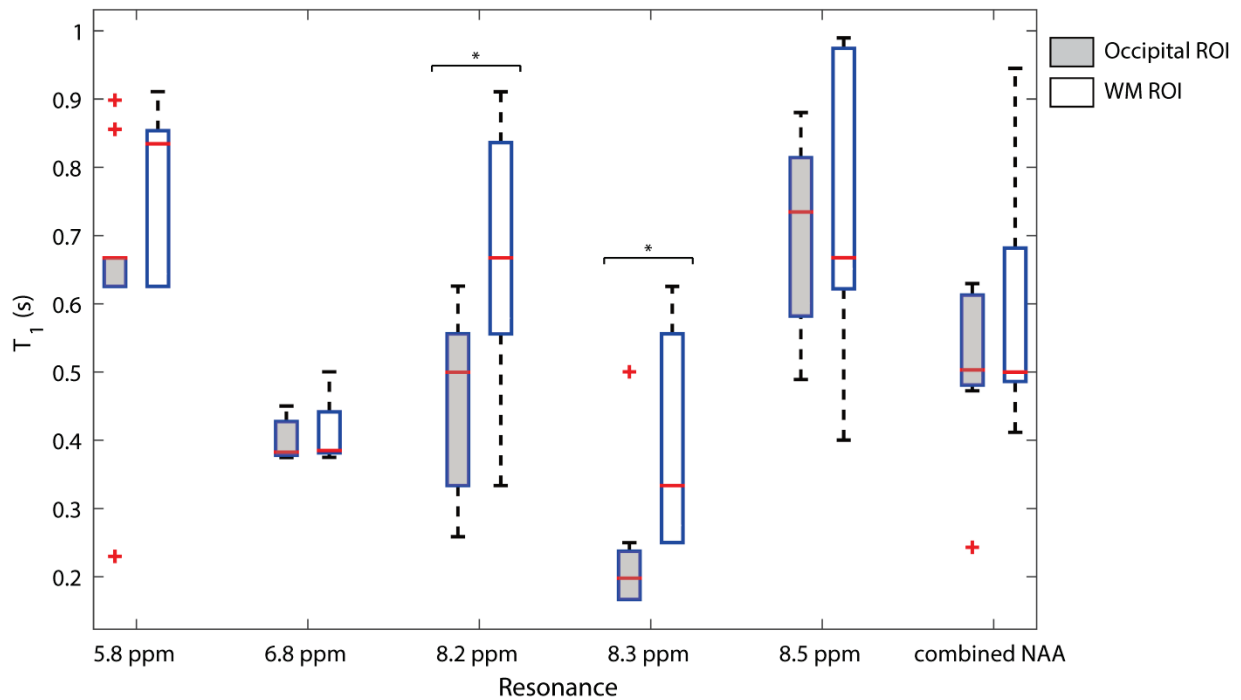 1
0.9
0.8
0.7
0.6
0.5
0.4
0.3
0.2
T1 (s)
*
*
5.8 ppm
6.8 ppm
8.2 ppm
8.3 ppm
8.5 ppm
combined NAA
Resonance
Occipital ROI
WM ROI